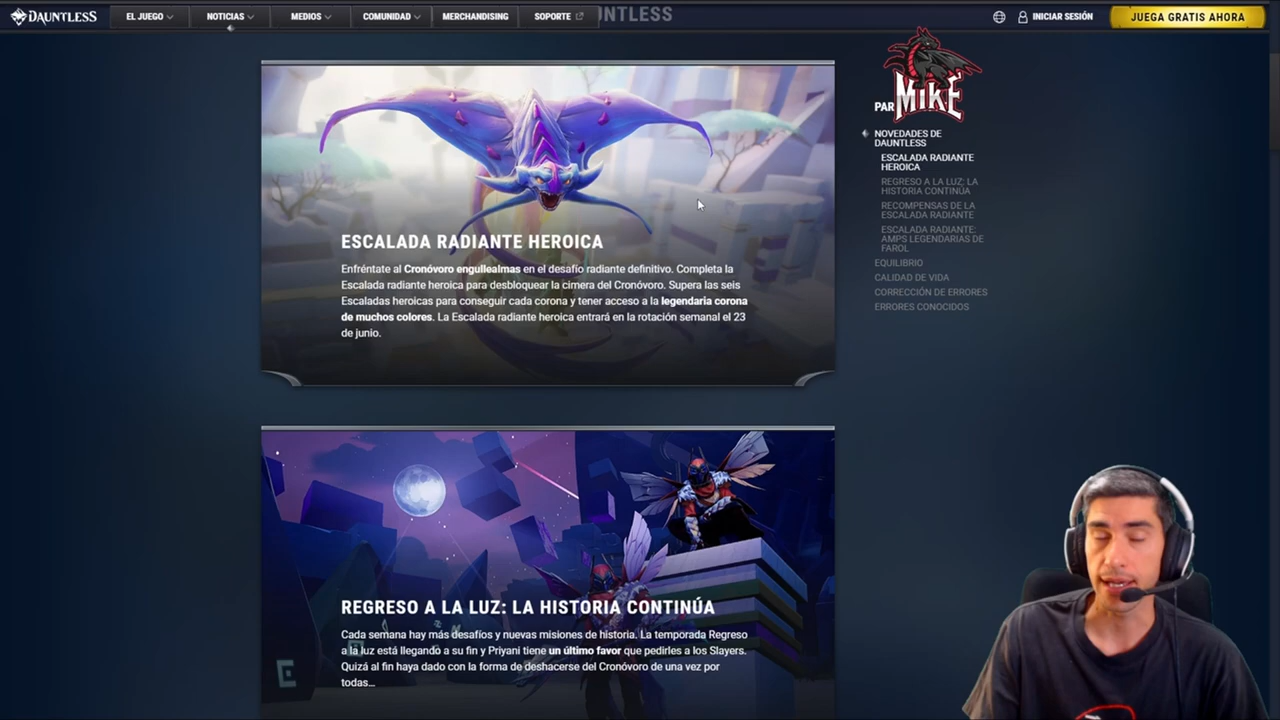 DAUNTLESS
EL JUEGO
NOTICIAS
MEDIOS
COMUNIDAD
MERCHANDISING
SOPORTE
NTLESS
INICIAR SESIÓN
JUEGA GRATIS AHORA
ESCALADA RADIANTE HEROICA
Enfréntate al Cronóvoro engullealmas en el desafío radiante definitivo. Completa la
Escalada radiante heroica para desbloquear la cimera del Cronóvoro. Supera las seis
Escaladas heroicas para conseguir cada corona y tener acceso a la legendaria corona
de muchos colores. La Escalada radiante heroica entrará en la rotación semanal el 23
de junio.
REGRESO A LA LUZ: LA HISTORIA CONTINÚA
Cada semana hay más desafíos y nuevas misiones de historia. La temporada Regreso
a la luz está llegando a su fin y Priyani tiene un último favor que pedirles a los Slayers.
Quizá al fin haya dado con la forma de deshacerse del Cronóvoro de una vez por
todas...
PAR MIKE
NOVEDADES DE
DAUNTLESS
ESCALADA RADIANTE
HEROICA
REGRESO A LA LUZ: LA
HISTORIA CONTINÚA
RECOMPENSAS DE LA
ESCALADA RADIANTE
ESCALADA RADIANTE:
AMPS LEGENDARIAS DE
FAROL
EQUILIBRIO
CALIDAD DE VIDA
CORRECCIÓN DE ERRORES
ERRORES CONOCIDOS